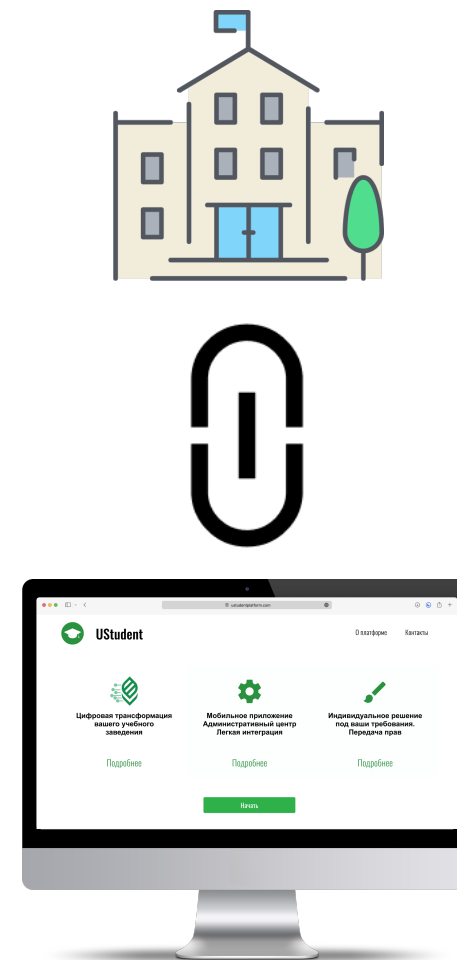 ustudentplatform.com
UStudent
О платформе Контакты
Цифровая трансформация
вашего учебного
заведения
Мобильное приложение
Административный центр
Легкая интеграция
Индивидуальное решение
под ваши требования.
Передача прав
Подробнее Подробнее Подробнее
Начать